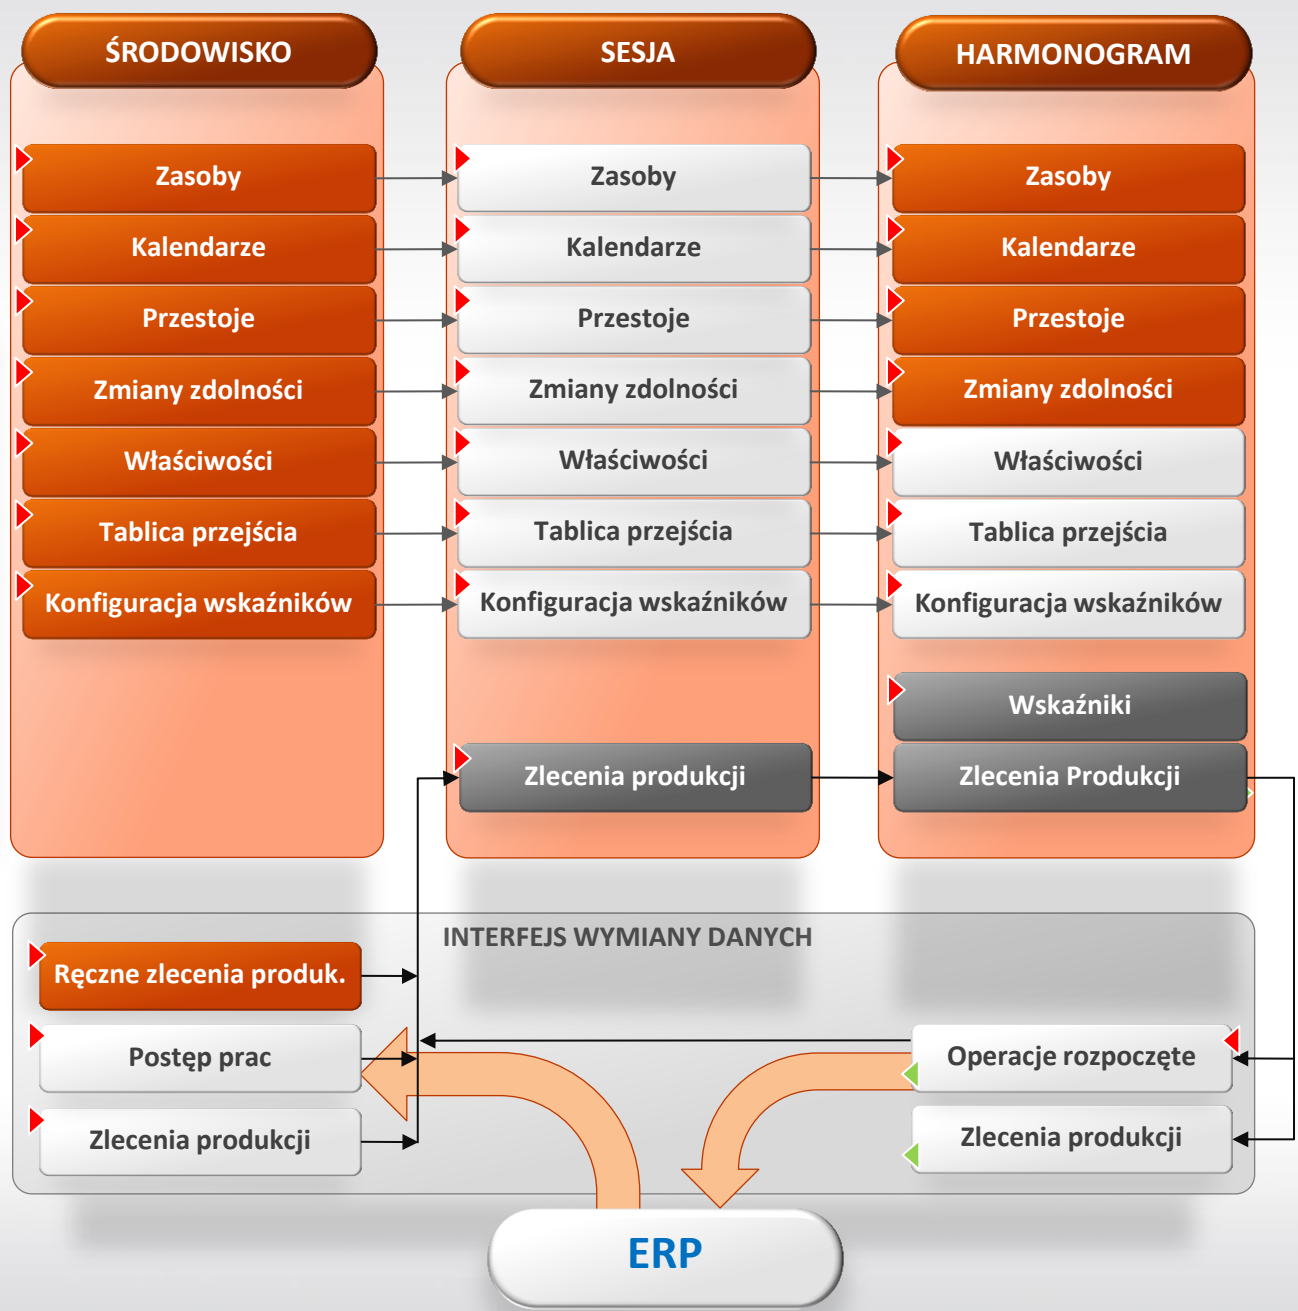 ŚRODOWISKO
SESJA
HARMONOGRAM
Zasoby
Zasoby
Zasoby
Kalendarze
Kalendarze
Kalendarze
Przestoje
Przestoje
Przestoje
Zmiany zdolności
Zmiany zdolności
Zmiany zdolności
Właściwości
Właściwości
Właściwości
Tablica przejścia
Tablica przejścia
Tablica przejścia
Konfiguracja wskaźników
Konfiguracja wskaźników
Konfiguracja wskaźników
Wskaźniki
Zlecenia produkcji
Zlecenia Produkcji
INTERFEJS WYMIANY DANYCH
Ręczne zlecenia produk.
Postęp prac
Operacje rozpoczęte
Zlecenia produkcji
Zlecenia produkcji
ERP